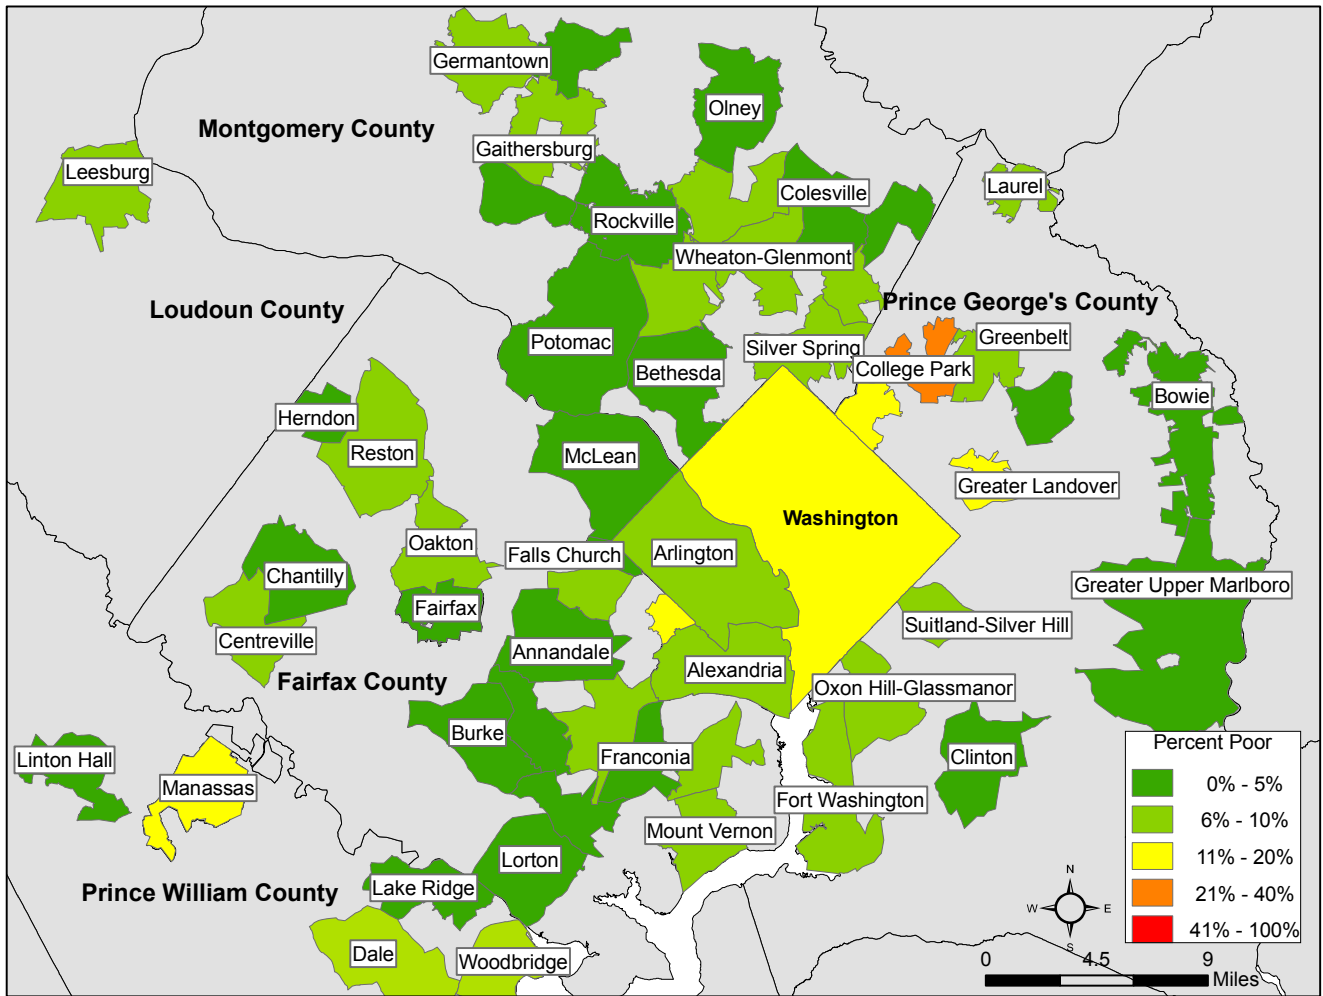 Germantown
Olney
Montgomery County
Gaithersburg
Leesburg
Laurel
Colesville
Rockville
Wheaton-Glenmont
Loudoun County
Prince George's County
Potomac
Silver Spring
Greenbelt
Bethesda
College Park
Bowie
Herndon
Reston
McLean
Greater Landover
Washington
Oakton
Falls Church
Arlington
Chantilly
Greater Upper Marlboro
Fairfax
Centreville
Suitland-Silver Hill
Annandale
Alexandria
Fairfax County
Oxon Hill-Glassmanor
Burke
Linton Hall
Franconia
Clinton
Manassas
Fort Washington
Mount Vernon
Lorton
Prince William County
Lake Ridge
Dale
Woodbridge
Percent Poor
0% - 5%
6% - 10%
11% - 20%
21% - 40%
41% - 100%
N
W E
S
0 4.5 9
Miles